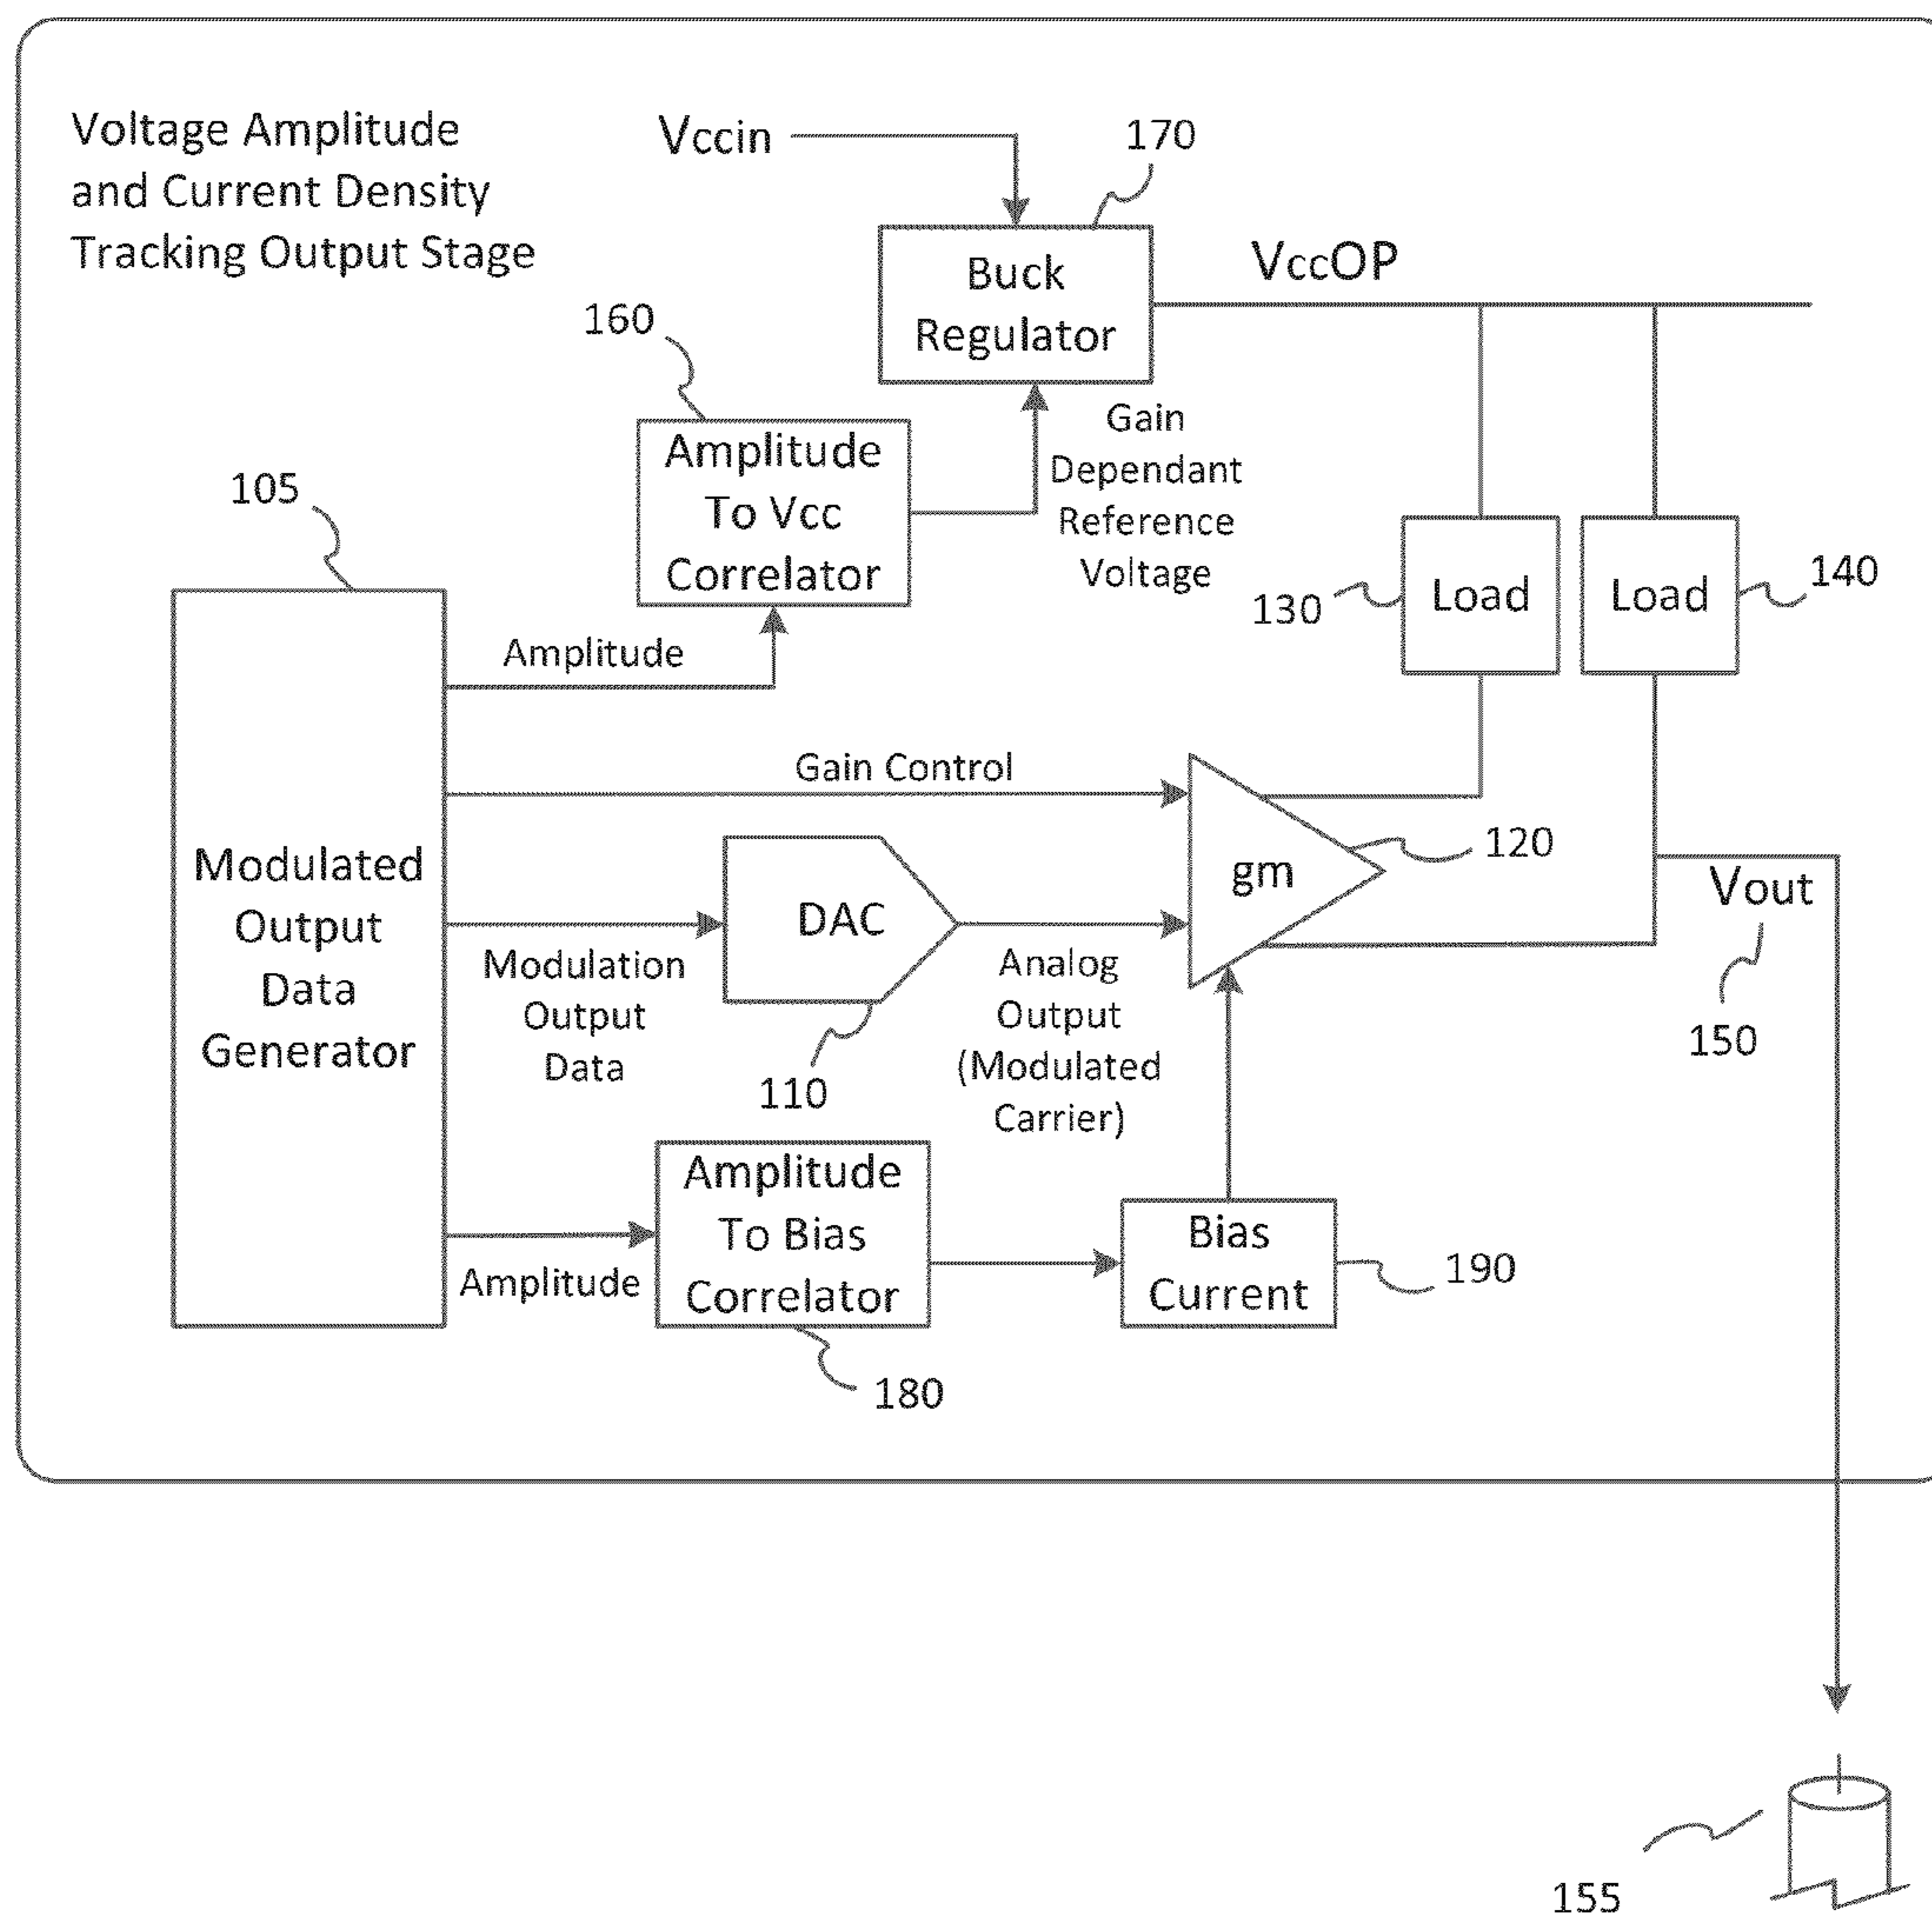 Voltage Amplitude
and Current Density
Tracking Output Stage
Vccin
170
Buck
Regulator
VccOP
160
Amplitude
To Vcc
Correlator
Gain
Dependant
Reference
Voltage
105
Amplitude
130
Load
Load
140
Modulated
Output
Data
Generator
Gain Control
gm
120
DAC
Modulation
Output
Data
110
Analog
Output
(Modulated
Carrier)
Vout
150
Amplitude
Amplitude
To Bias
Correlator
180
Bias
Current
190
155